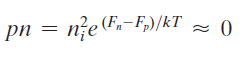 pn = n_i^2 e^{(F_n−F_p)/kT} ≈ 0